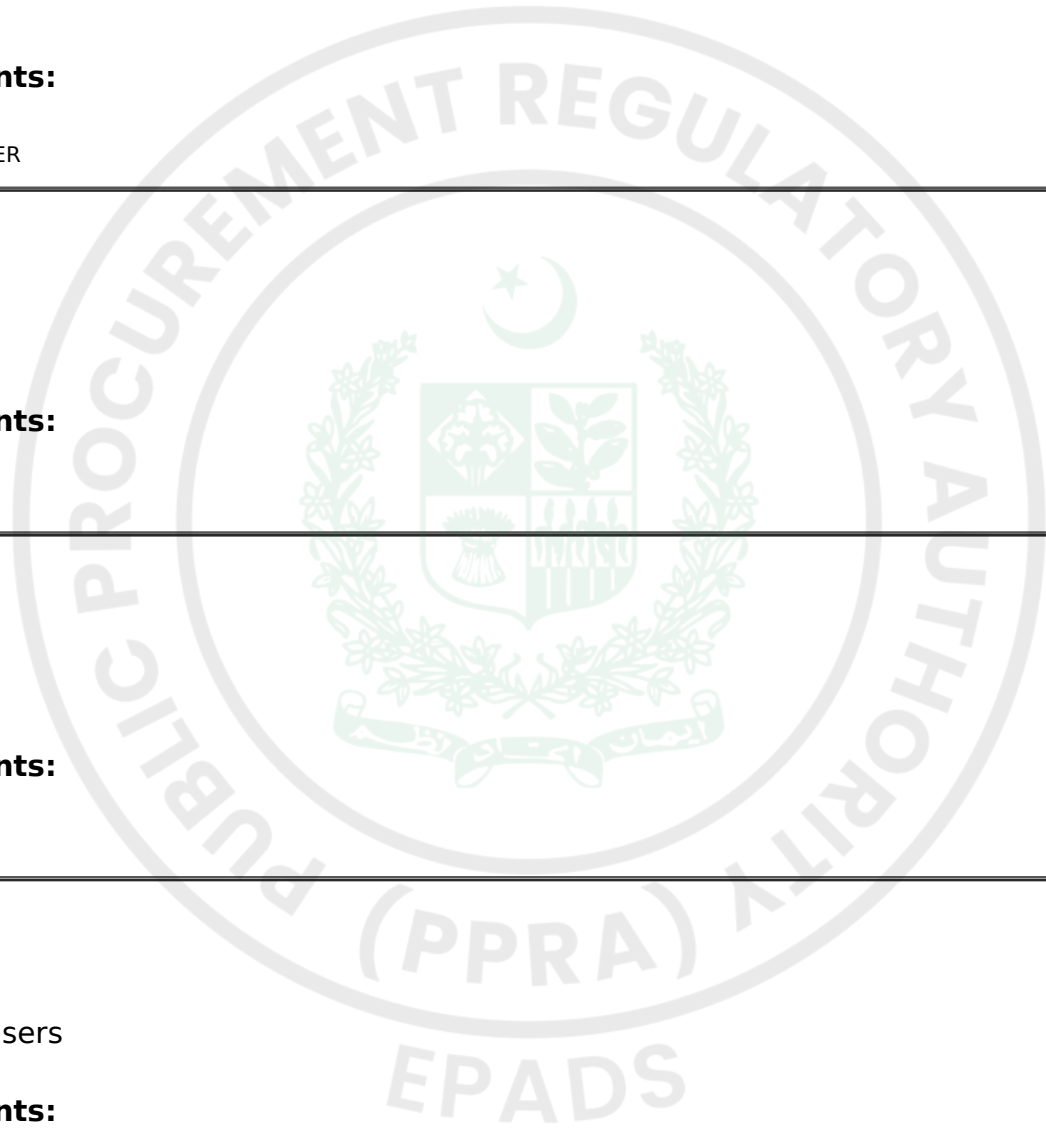 nts:
ER
nts:
nts:
sers
nts:
PUBLIC PROCUREMENT REGULATORY AUTHORITY
(PPRA)
EPADS